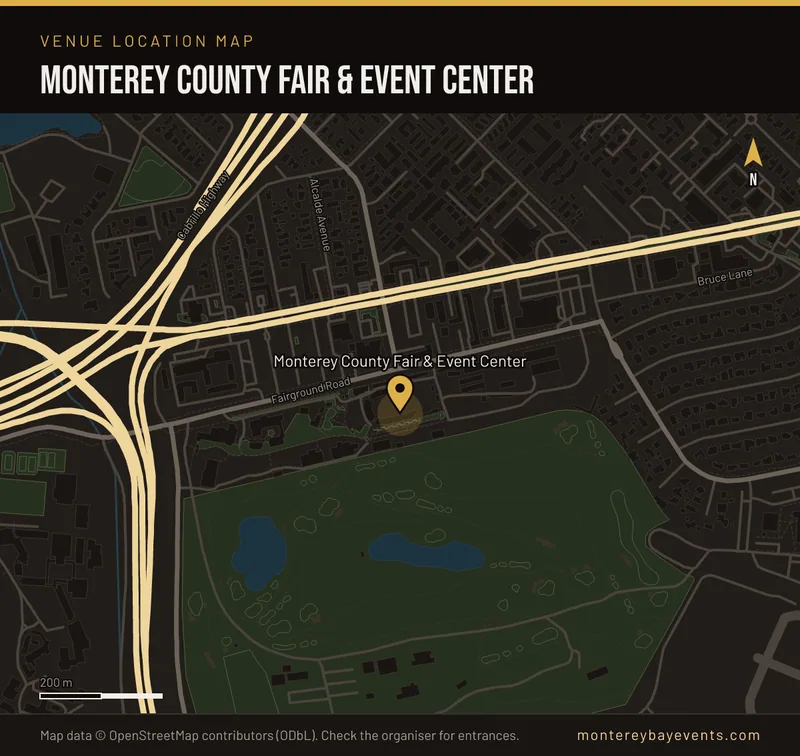 VENUE LOCATION MAP
MONTEREY COUNTY FAIR & EVENT CENTER
Cabrillo Highway
Alcalde Avenue
N
Bruce Lane
Monterey County Fair & Event Center
Fairground Road
200 m
Map data © OpenStreetMap contributors (ODbL). Check the organiser for entrances.
montereybayevents.com